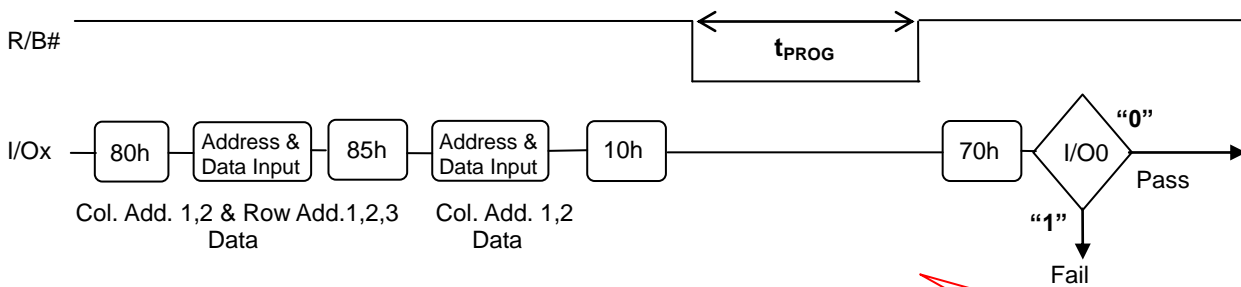 R/B#
tPROG
I/Ox
80h
Address &
Data Input
85h
Address &
Data Input
10h
70h
I/O0
“0”
Pass
Col. Add. 1,2 & Row Add.1,2,3
Data
Col. Add. 1,2
Data
“1”
Fail